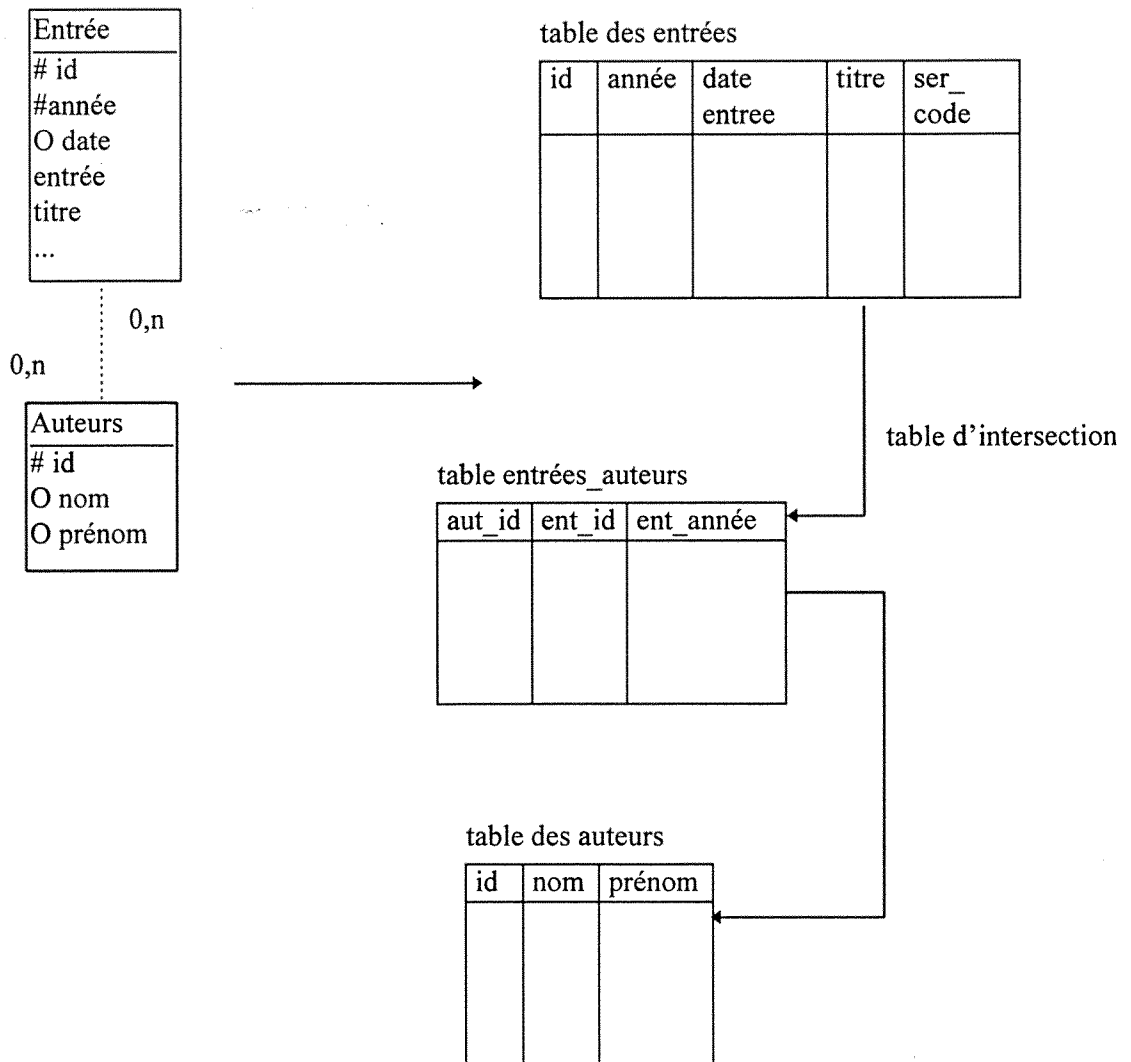 Entrée
# id
#année
O date
entrée
titre
...
0,n
0,n
Auteurs
# id
O nom
O prénom
table des entrées
id année date titre ser_
entree code
table d'intersection
table entrées_auteurs
aut_id ent_id ent_année
table des auteurs
id nom prénom